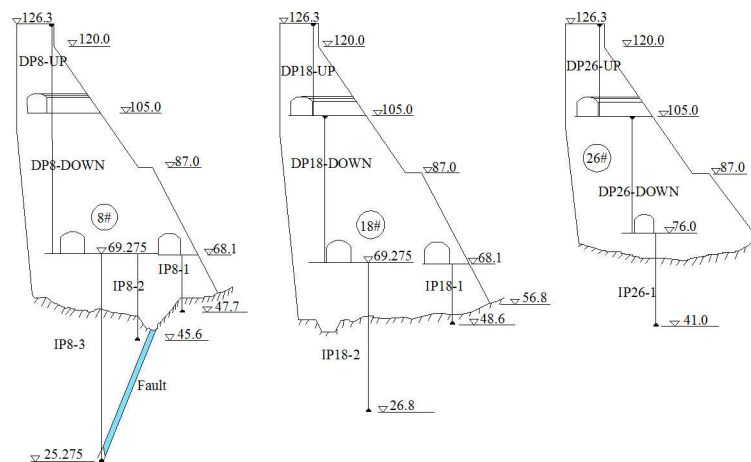 126.3
120.0
DP8-UP
105.0
DP8-DOWN
87.0
8#
69.275
68.1
IP8-1
IP8-2
47.7
45.6
IP8-3
Fault
25.275
126.3
120.0
DP18-UP
105.0
DP18-DOWN
87.0
18#
69.275
68.1
IP18-1
56.8
48.6
IP18-2
26.8
126.3
120.0
DP26-UP
105.0
26#
87.0
DP26-DOWN
76.0
IP26-1
41.0